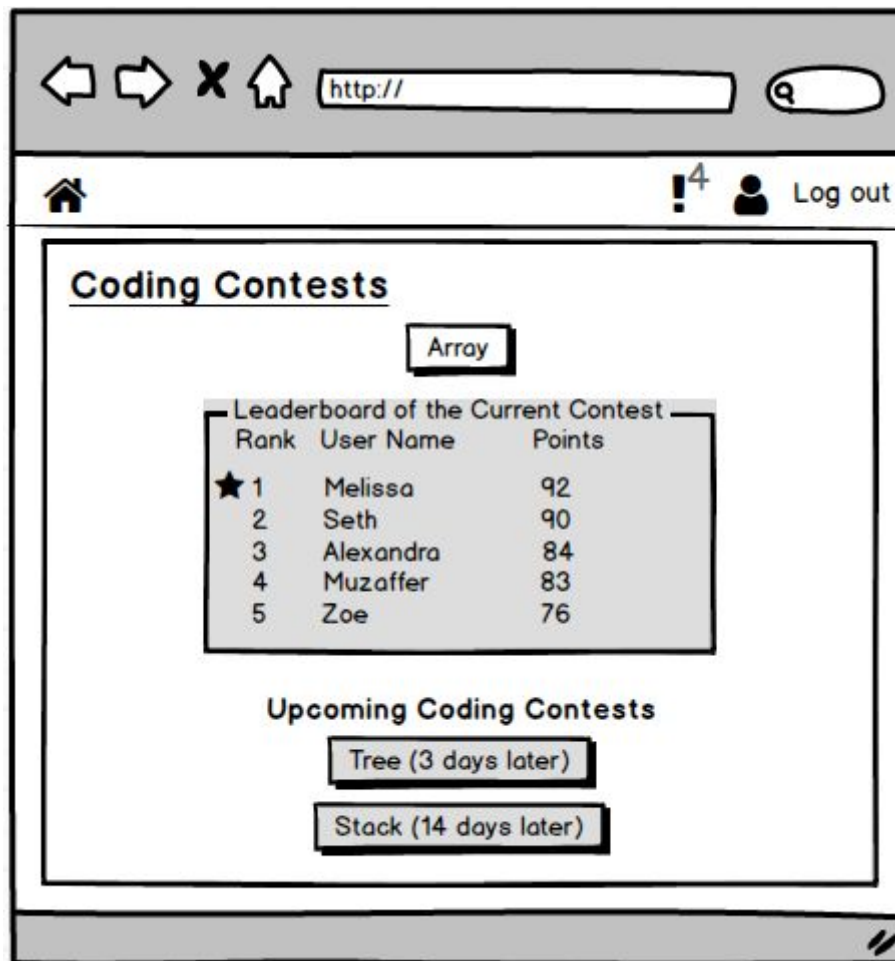 http://
4 Log out
Coding Contests
Array
Leaderboard of the Current Contest
Rank User Name Points
1 Melissa 92
2 Seth 90
3 Alexandra 84
4 Muzaffer 83
5 Zoe 76
Upcoming Coding Contests
Tree (3 days later)
Stack (14 days later)